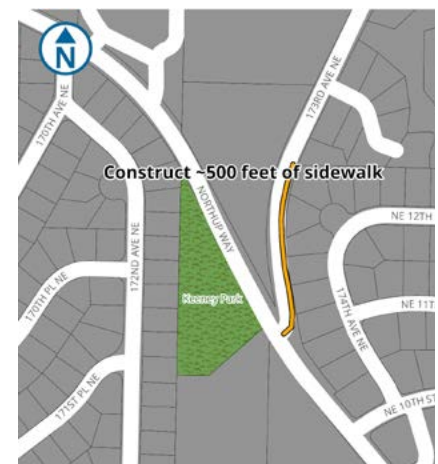 N
170TH AVE NE
173RD AVE NE
Construct ~500 feet of sidewalk
NORTHUP WAY
NE 12TH
172ND AVE NE
Keeney Park
174TH AVE NE
170TH PL NE
NE 11T
171ST PL NE
NE 10TH ST